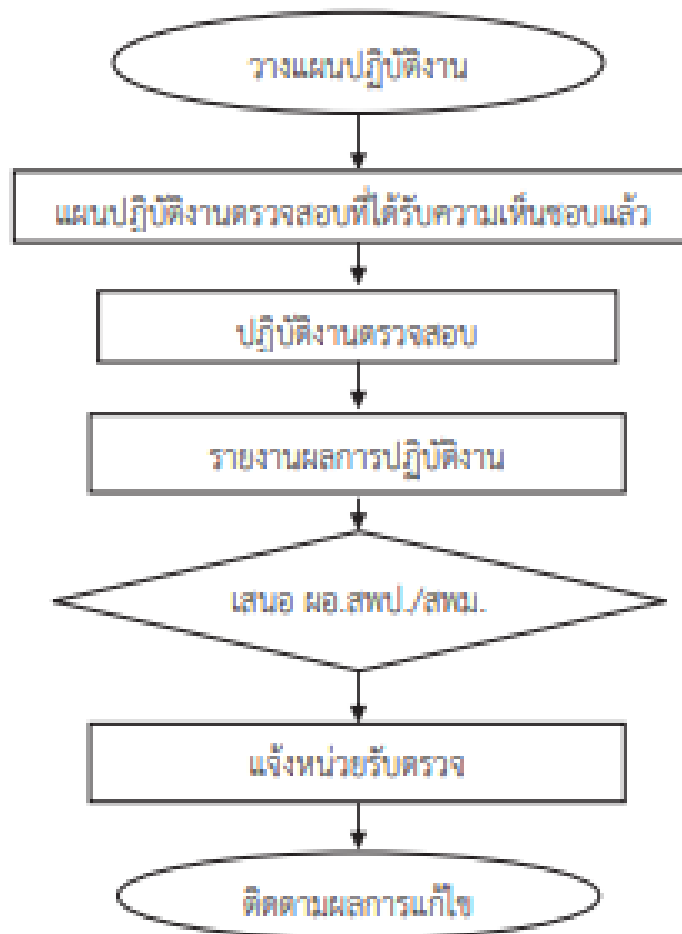 วางแผนปฏิบัติงาน
แผนปฏิบัติงานตรวจสอบที่ได้รับความเห็นชอบแล้ว
ปฏิบัติงานตรวจสอบ
รายงานผลการปฏิบัติงาน
เสนอ ผอ.สพป./สพม.
แจ้งหน่วยรับตรวจ
ติดตามผลการแก้ไข